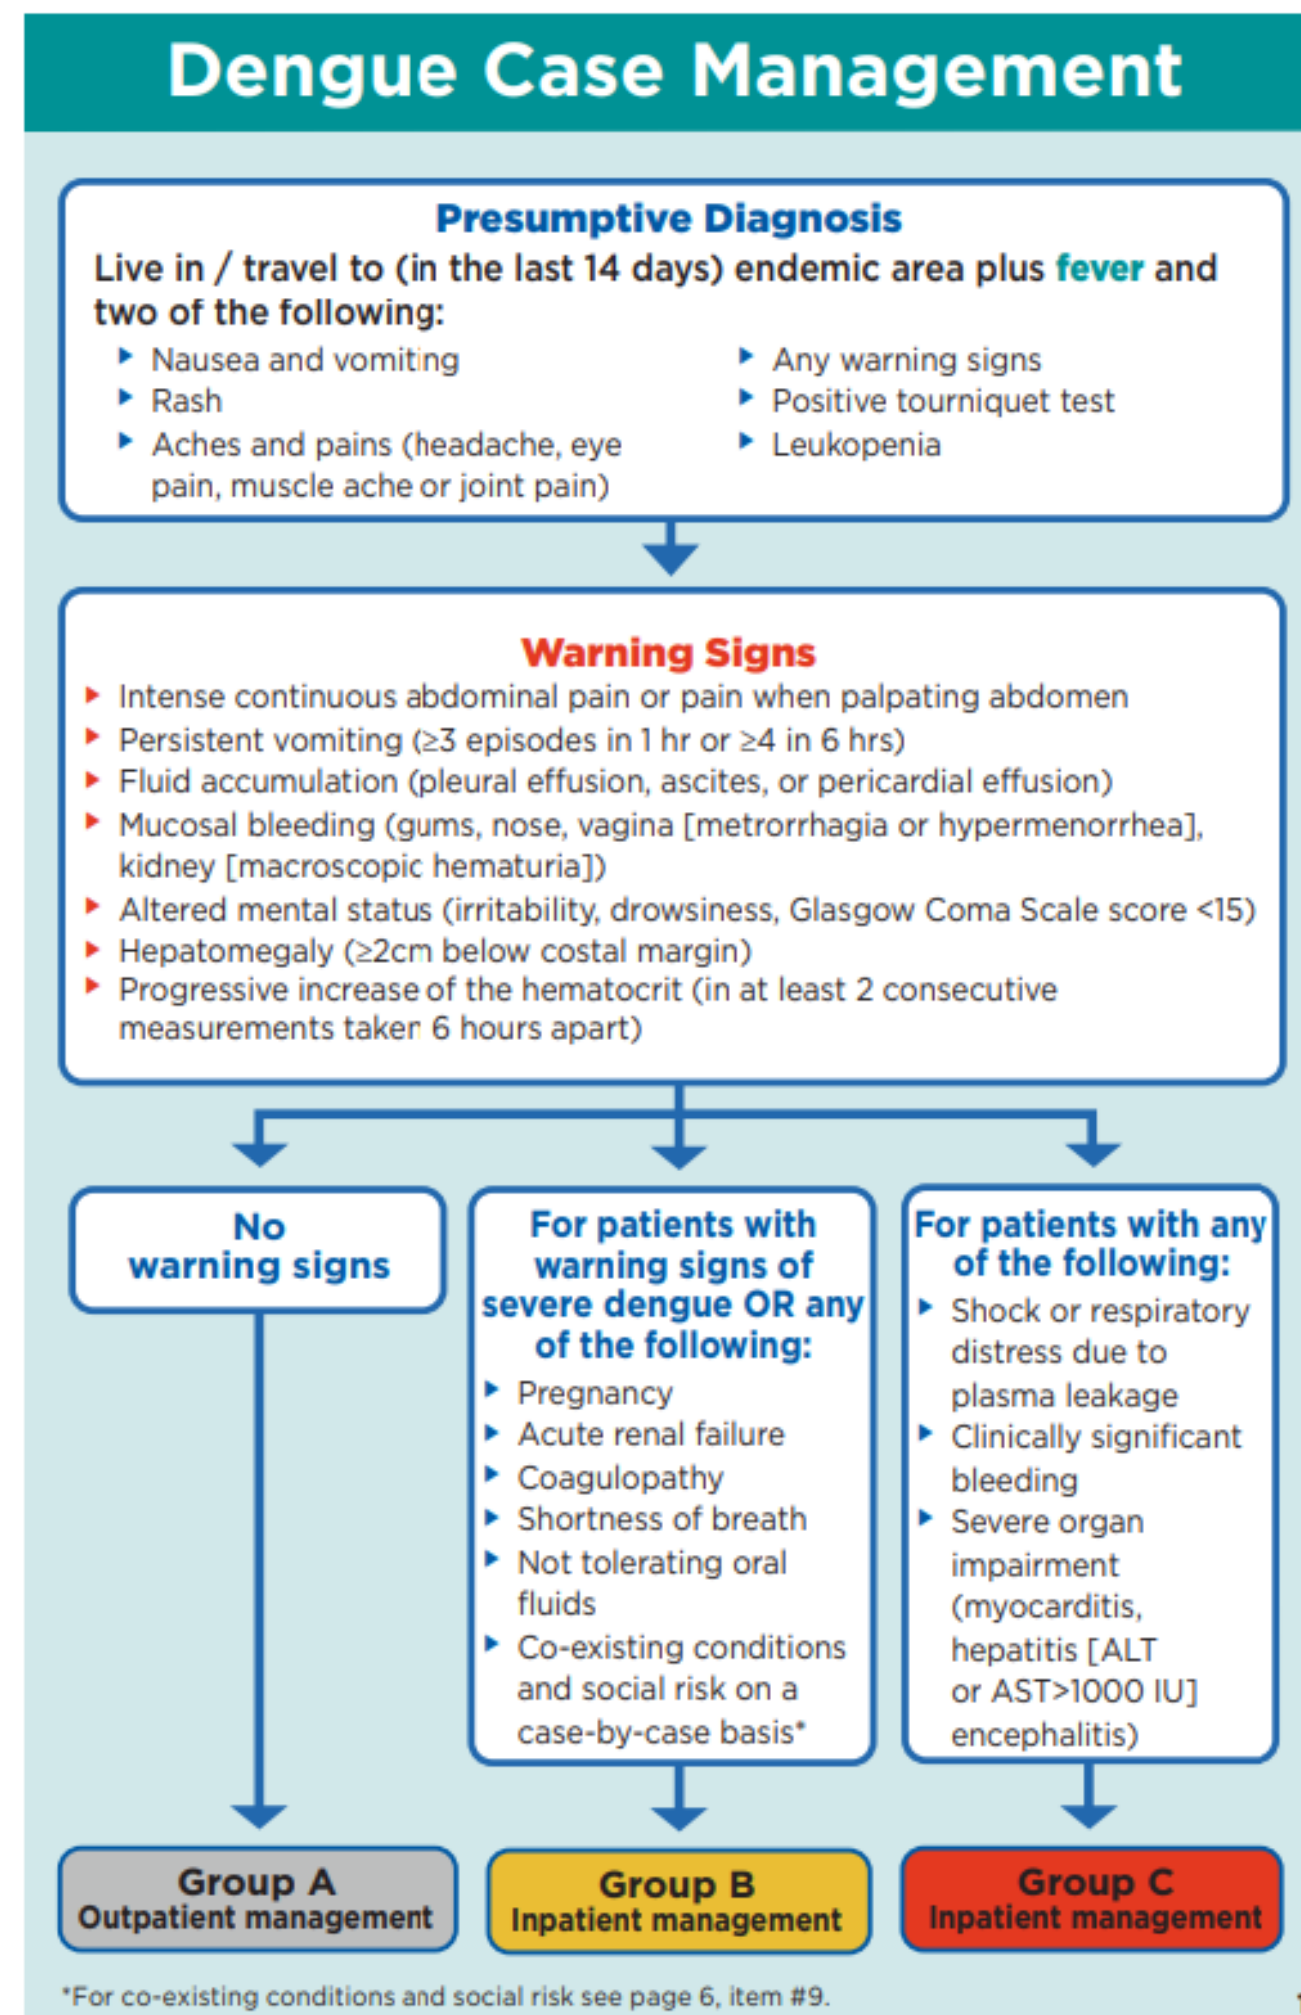 Dengue Case Management
Presumptive Diagnosis
Live in / travel to (in the last 14 days) endemic area plus fever and
two of the following:
▶ Nausea and vomiting
▶ Rash
▶ Aches and pains (headache, eye
pain, muscle ache or joint pain)
▶ Any warning signs
▶ Positive tourniquet test
▶ Leukopenia
Warning Signs
▶ Intense continuous abdominal pain or pain when palpating abdomen
▶ Persistent vomiting (≥3 episodes in 1 hr or ≥4 in 6 hrs)
▶ Fluid accumulation (pleural effusion, ascites, or pericardial effusion)
▶ Mucosal bleeding (gums, nose, vagina [metrorrhagia or hypermenorrhea],
kidney [macroscopic hematuria])
▶ Altered mental status (irritability, drowsiness, Glasgow Coma Scale score <15)
▶ Hepatomegaly (≥2cm below costal margin)
▶ Progressive increase of the hematocrit (in at least 2 consecutive
measurements taken 6 hours apart)
No
warning signs
For patients with
warning signs of
severe dengue OR any
of the following:
▶ Pregnancy
▶ Acute renal failure
▶ Coagulopathy
▶ Shortness of breath
▶ Not tolerating oral
fluids
▶ Co-existing conditions
and social risk on a
case-by-case basis*
For patients with any
of the following:
▶ Shock or respiratory
distress due to
plasma leakage
▶ Clinically significant
bleeding
▶ Severe organ
impairment
(myocarditis,
hepatitis [ALT
or AST>1000 IU]
encephalitis)
Group A
Outpatient management
Group B
Inpatient management
Group C
Inpatient management
*For co-existing conditions and social risk see page 6, item #9.